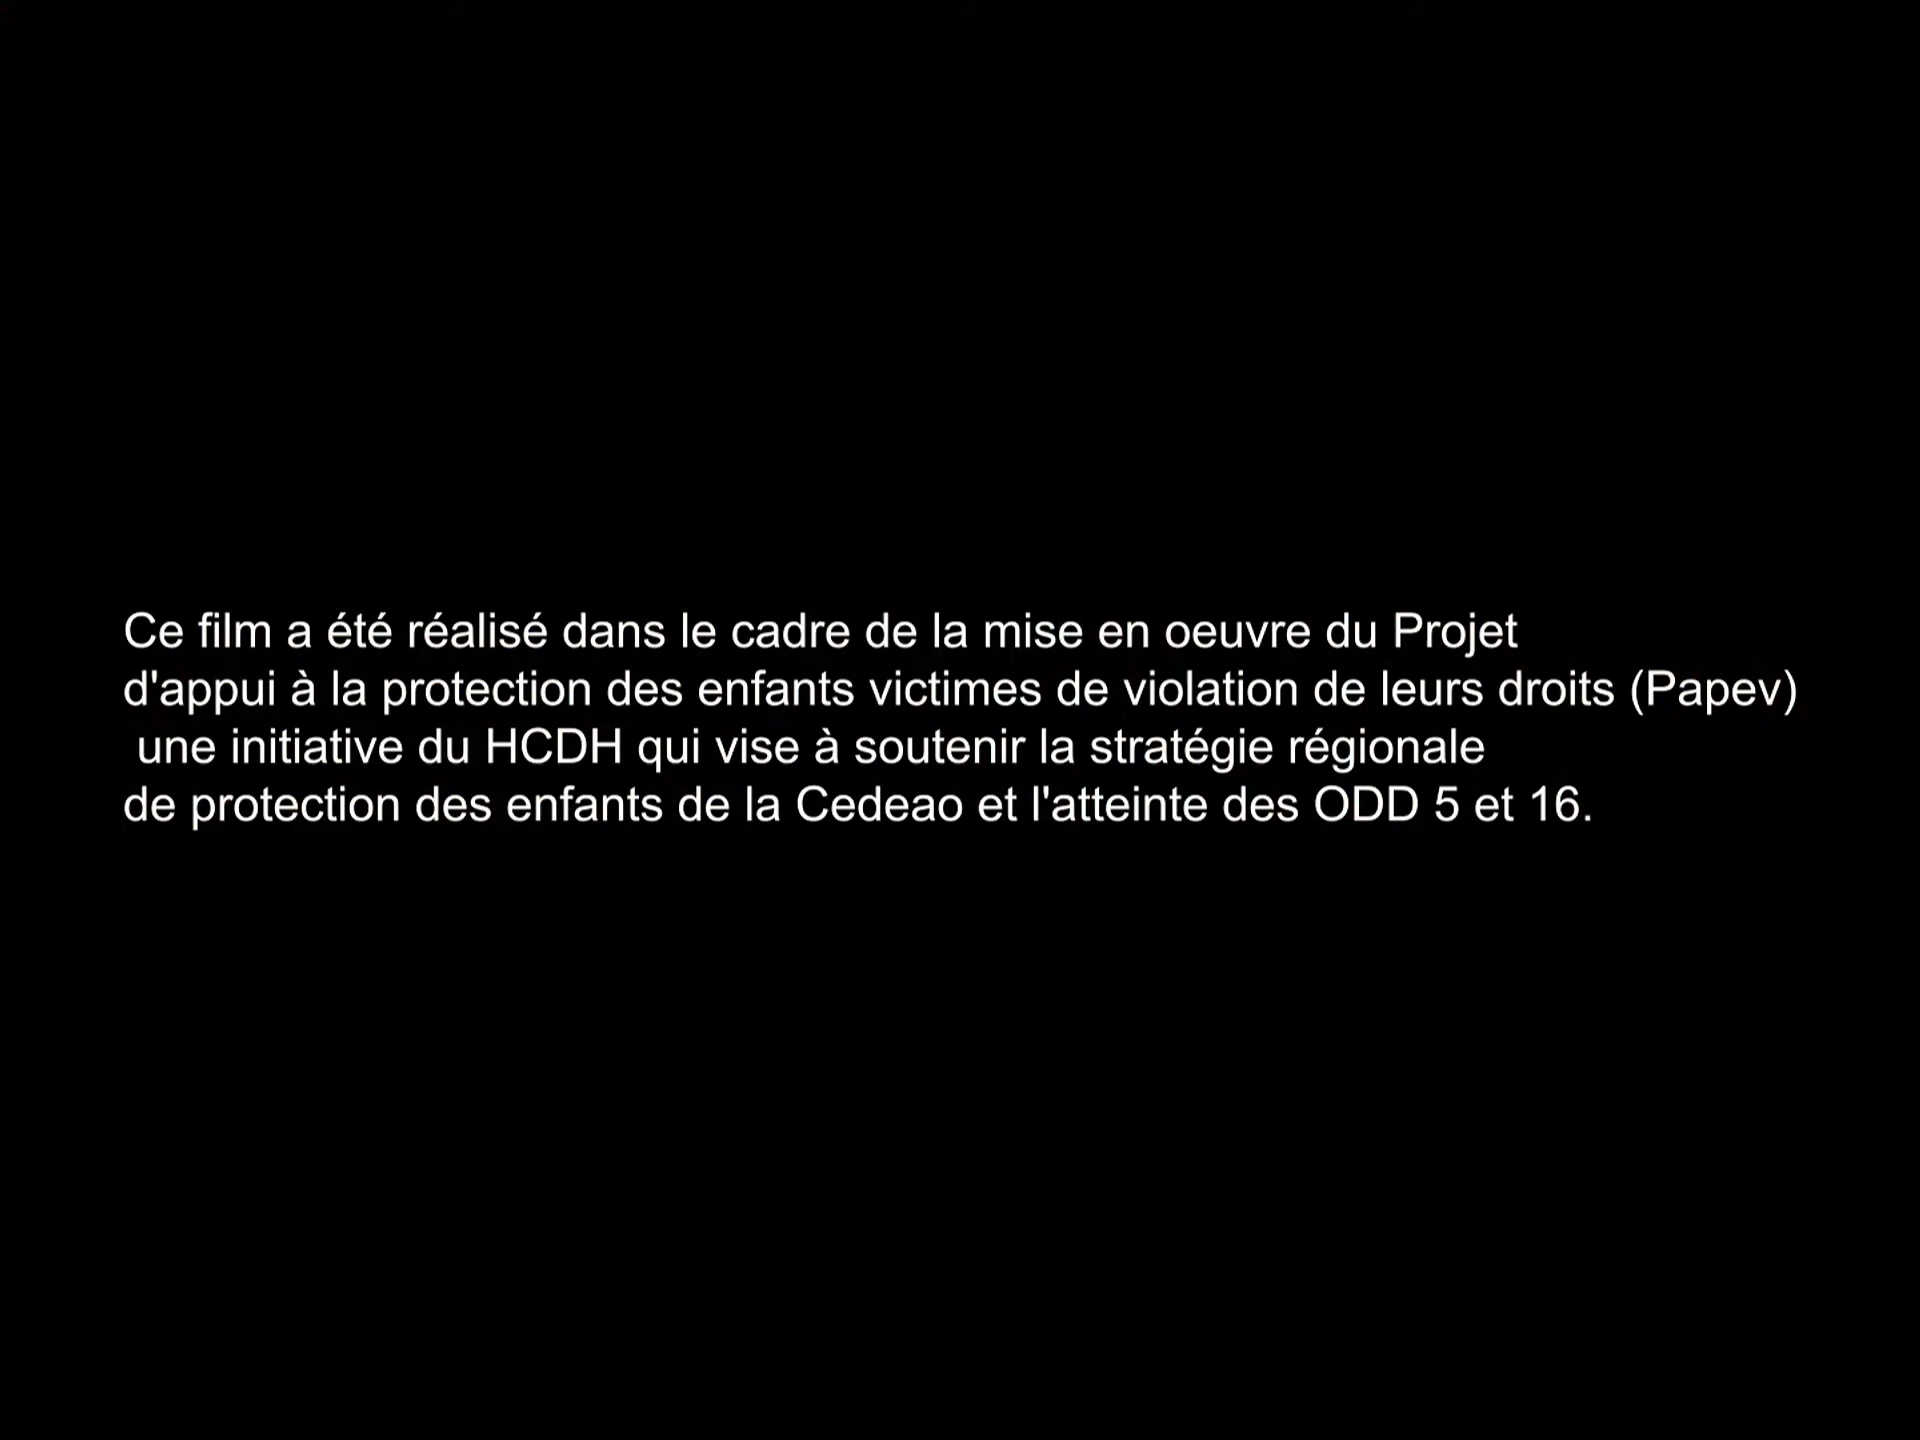 Ce film a été réalisé dans le cadre de la mise en oeuvre du Projet
d'appui à la protection des enfants victimes de violation de leurs droits (Papev)
une initiative du HCDH qui vise à soutenir la stratégie régionale
de protection des enfants de la Cedeao et l'atteinte des ODD 5 et 16.